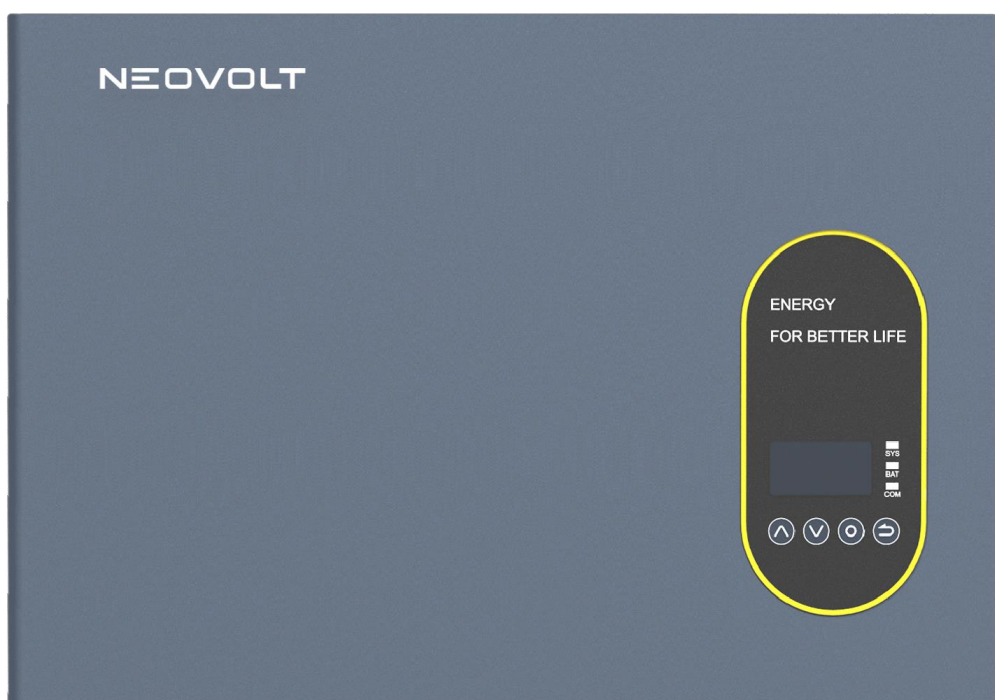 NEOVOLT
ENERGY
FOR BETTER LIFE
SYS
BAT
COM